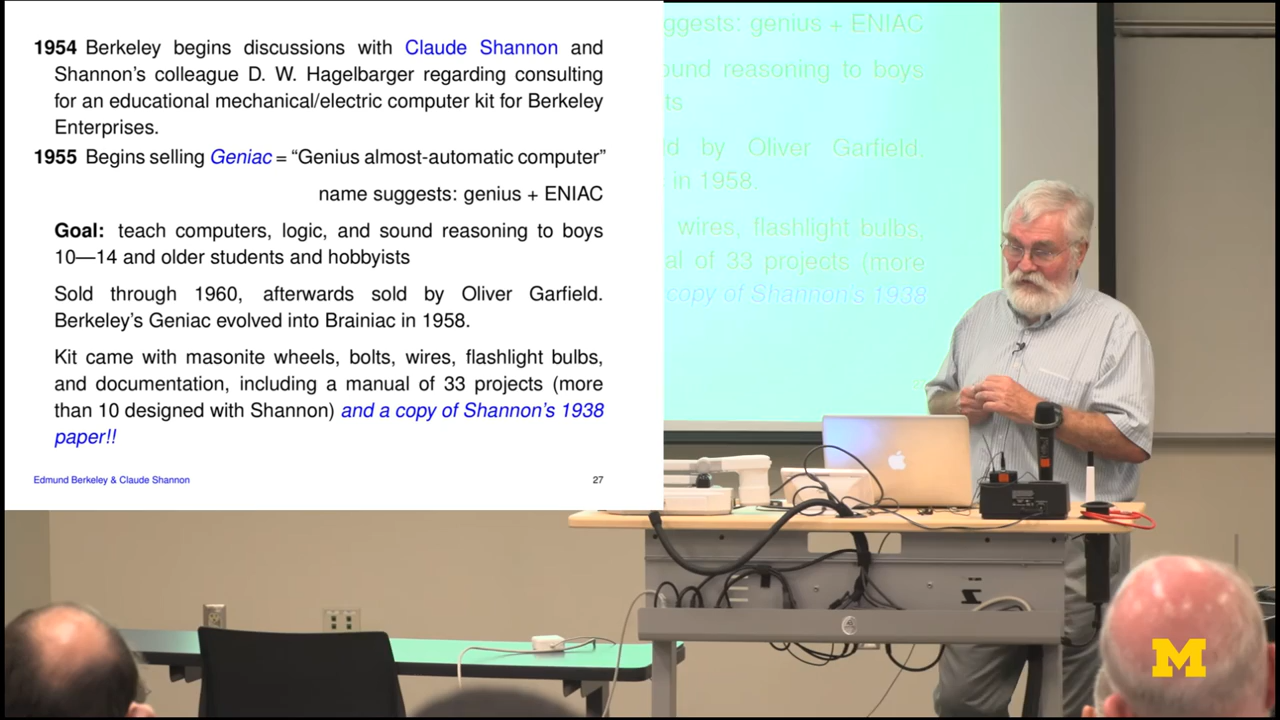 1954 Berkeley begins discussions with Claude Shannon and
Shannon's colleague D. W. Hagelbarger regarding consulting
for an educational mechanical/electric computer kit for Berkeley
Enterprises.
1955 Begins selling Geniac = “Genius almost-automatic computer”
name suggests: genius + ENIAC
Goal: teach computers, logic, and sound reasoning to boys
10—14 and older students and hobbyists
Sold through 1960, afterwards sold by Oliver Garfield.
Berkeley's Geniac evolved into Brainiac in 1958.
Kit came with masonite wheels, bolts, wires, flashlight bulbs,
and documentation, including a manual of 33 projects (more
than 10 designed with Shannon) and a copy of Shannon's 1938
paper!!
Edmund Berkeley & Claude Shannon 27
ggests: genius + ENIAC
ound reasoning to boys
ts
d by Oliver Garfield.
in 1958.
wires, flashlight bulbs,
al of 33 projects (more
copy of Shannon's 1938
M